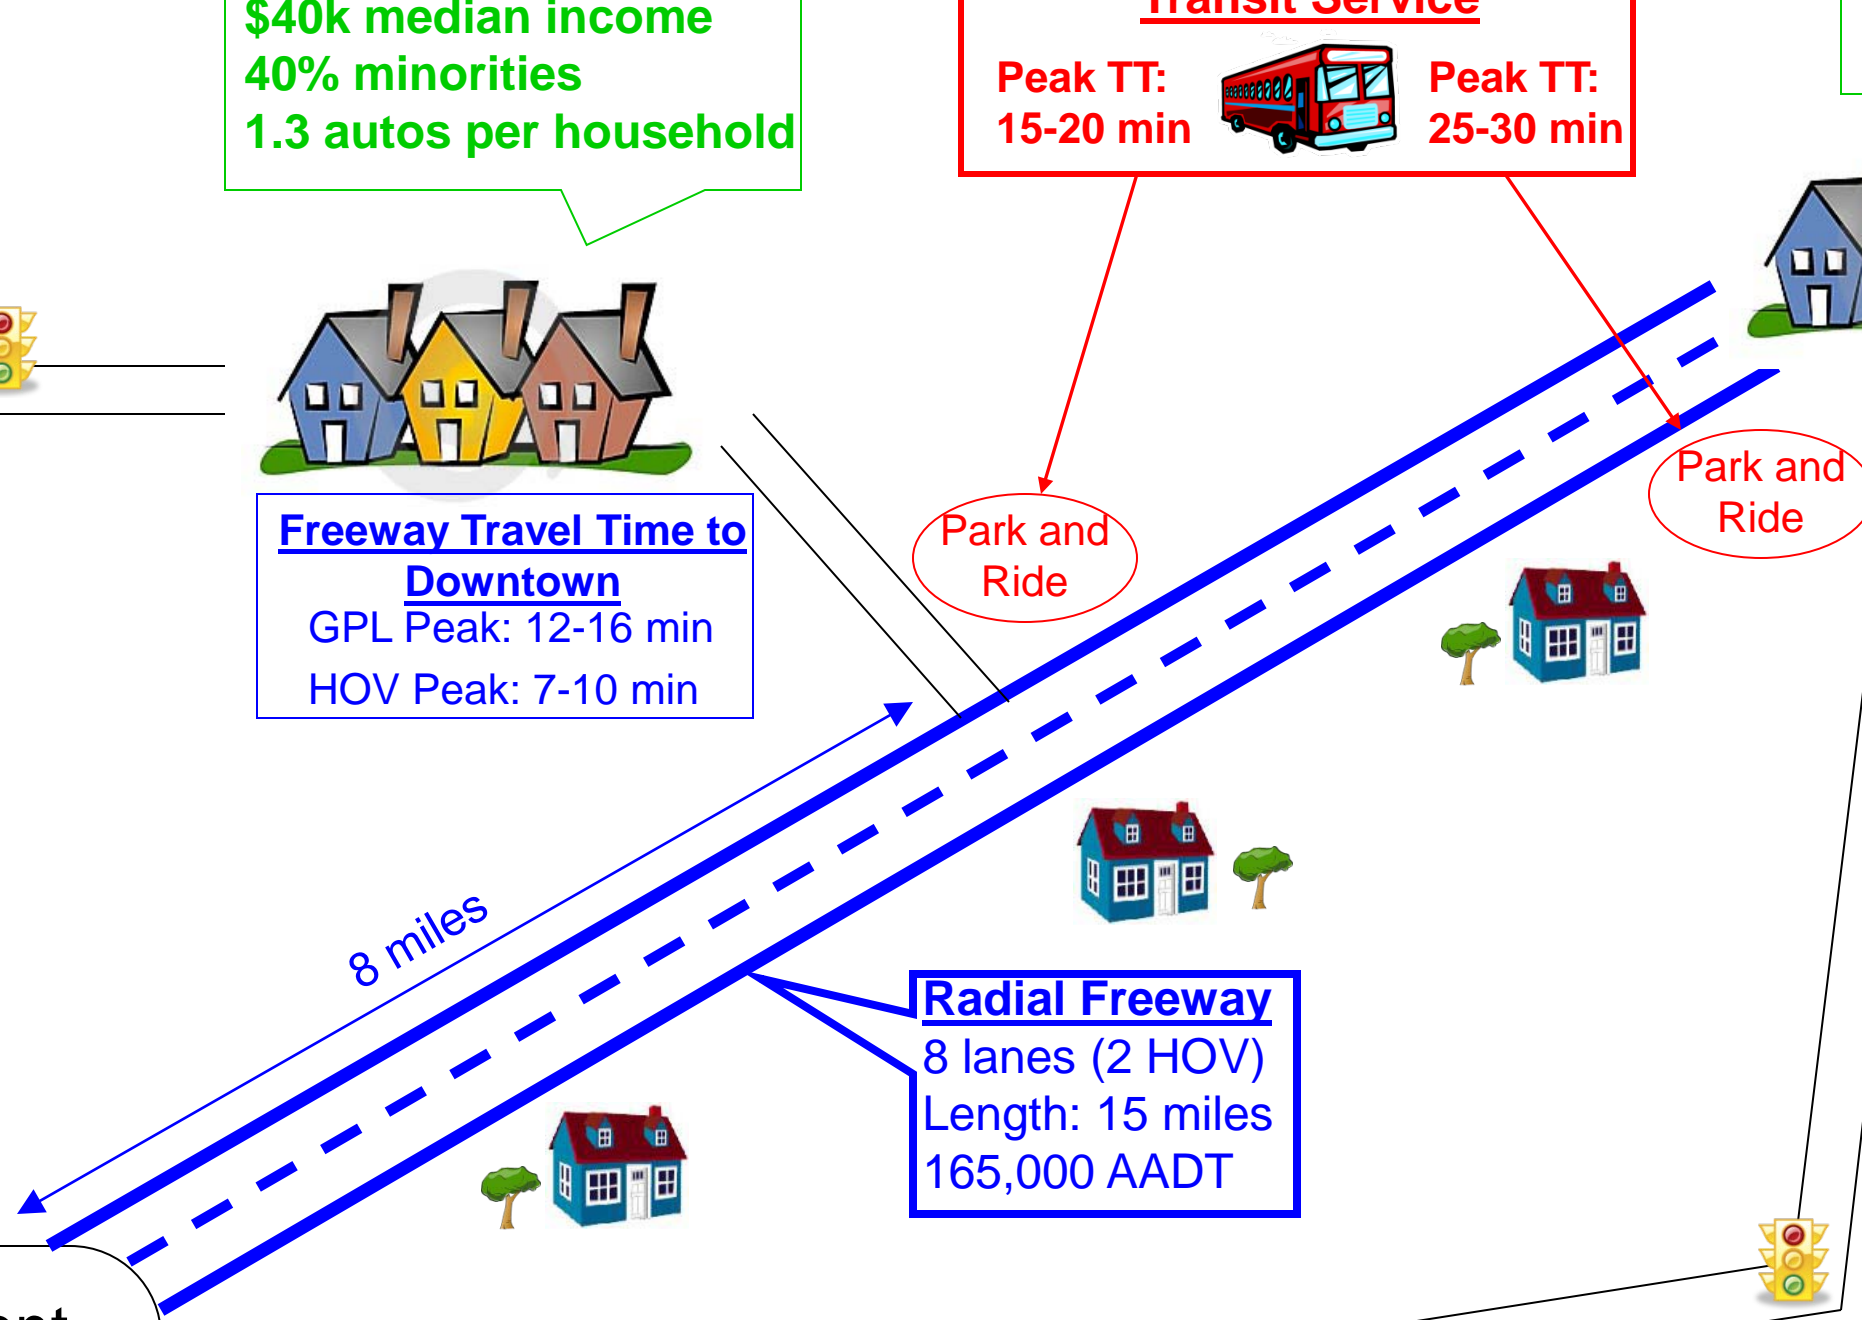 $40k median income
40% minorities
1.3 autos per household
Transit Service
Peak TT:
15-20 min
Peak TT:
25-30 min
Park and
Ride
Park and
Ride
Freeway Travel Time to
Downtown
GPL Peak: 12-16 min
HOV Peak: 7-10 min
8 miles
Radial Freeway
8 lanes (2 HOV)
Length: 15 miles
165,000 AADT